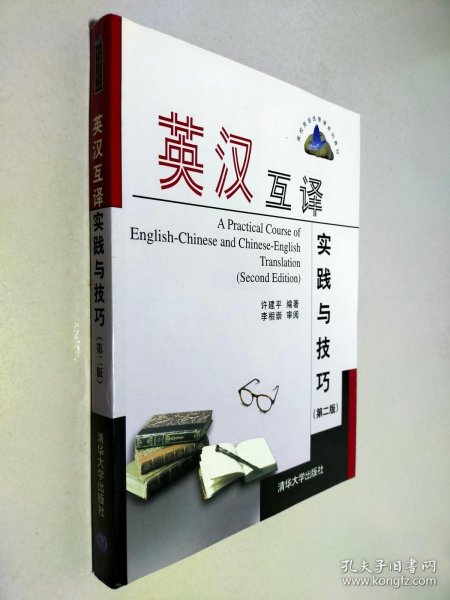 英汉互译实践与技巧
(第二版)
清华大学出版社
英汉互译
A Practical Course of
English-Chinese and Chinese-English
Translation
(Second Edition)
许建平 编著
李相崇 审阅
实践与技巧
(第二版)
清华大学出版社
孔夫子旧书网
www.kongfz.com